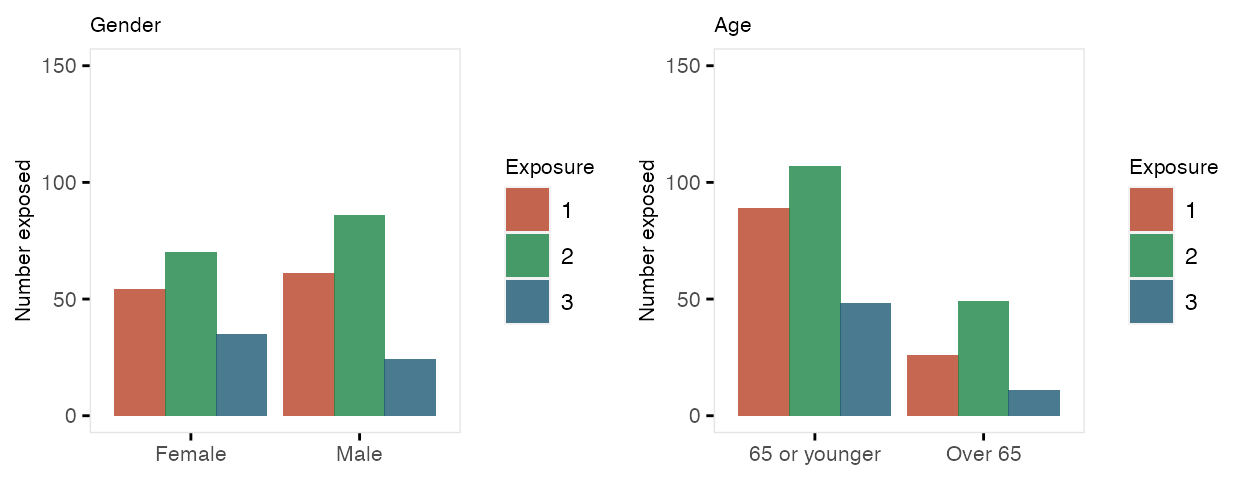 Gender
150
100
50
0
Number exposed
Female Male
Exposure
1
2
3
Age
150
100
50
0
Number exposed
65 or younger Over 65
Exposure
1
2
3